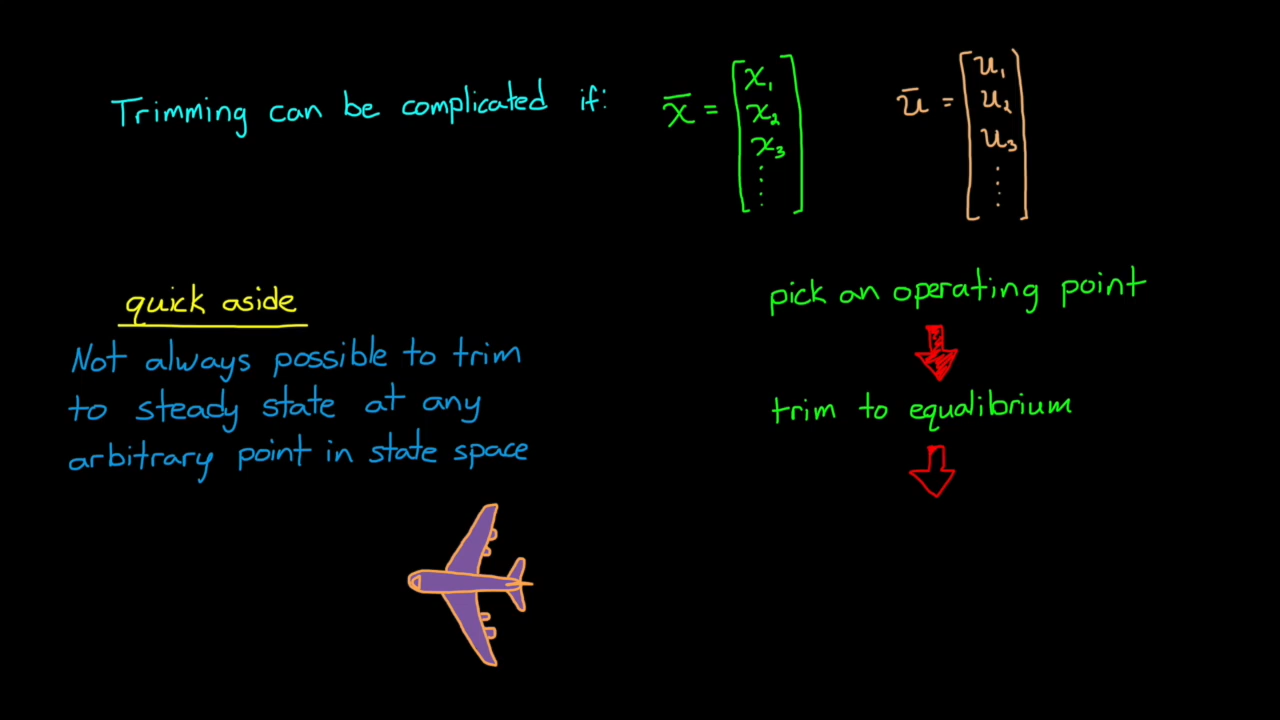 Trimming can be complicated if:
x̄ = [x₁ x₂ x₃ ⋮]
ū = [u₁ u₂ u₃ ⋮]
quick aside
Not always possible to trim
to steady state at any
arbitrary point in state space
pick an operating point
trim to equalibrium